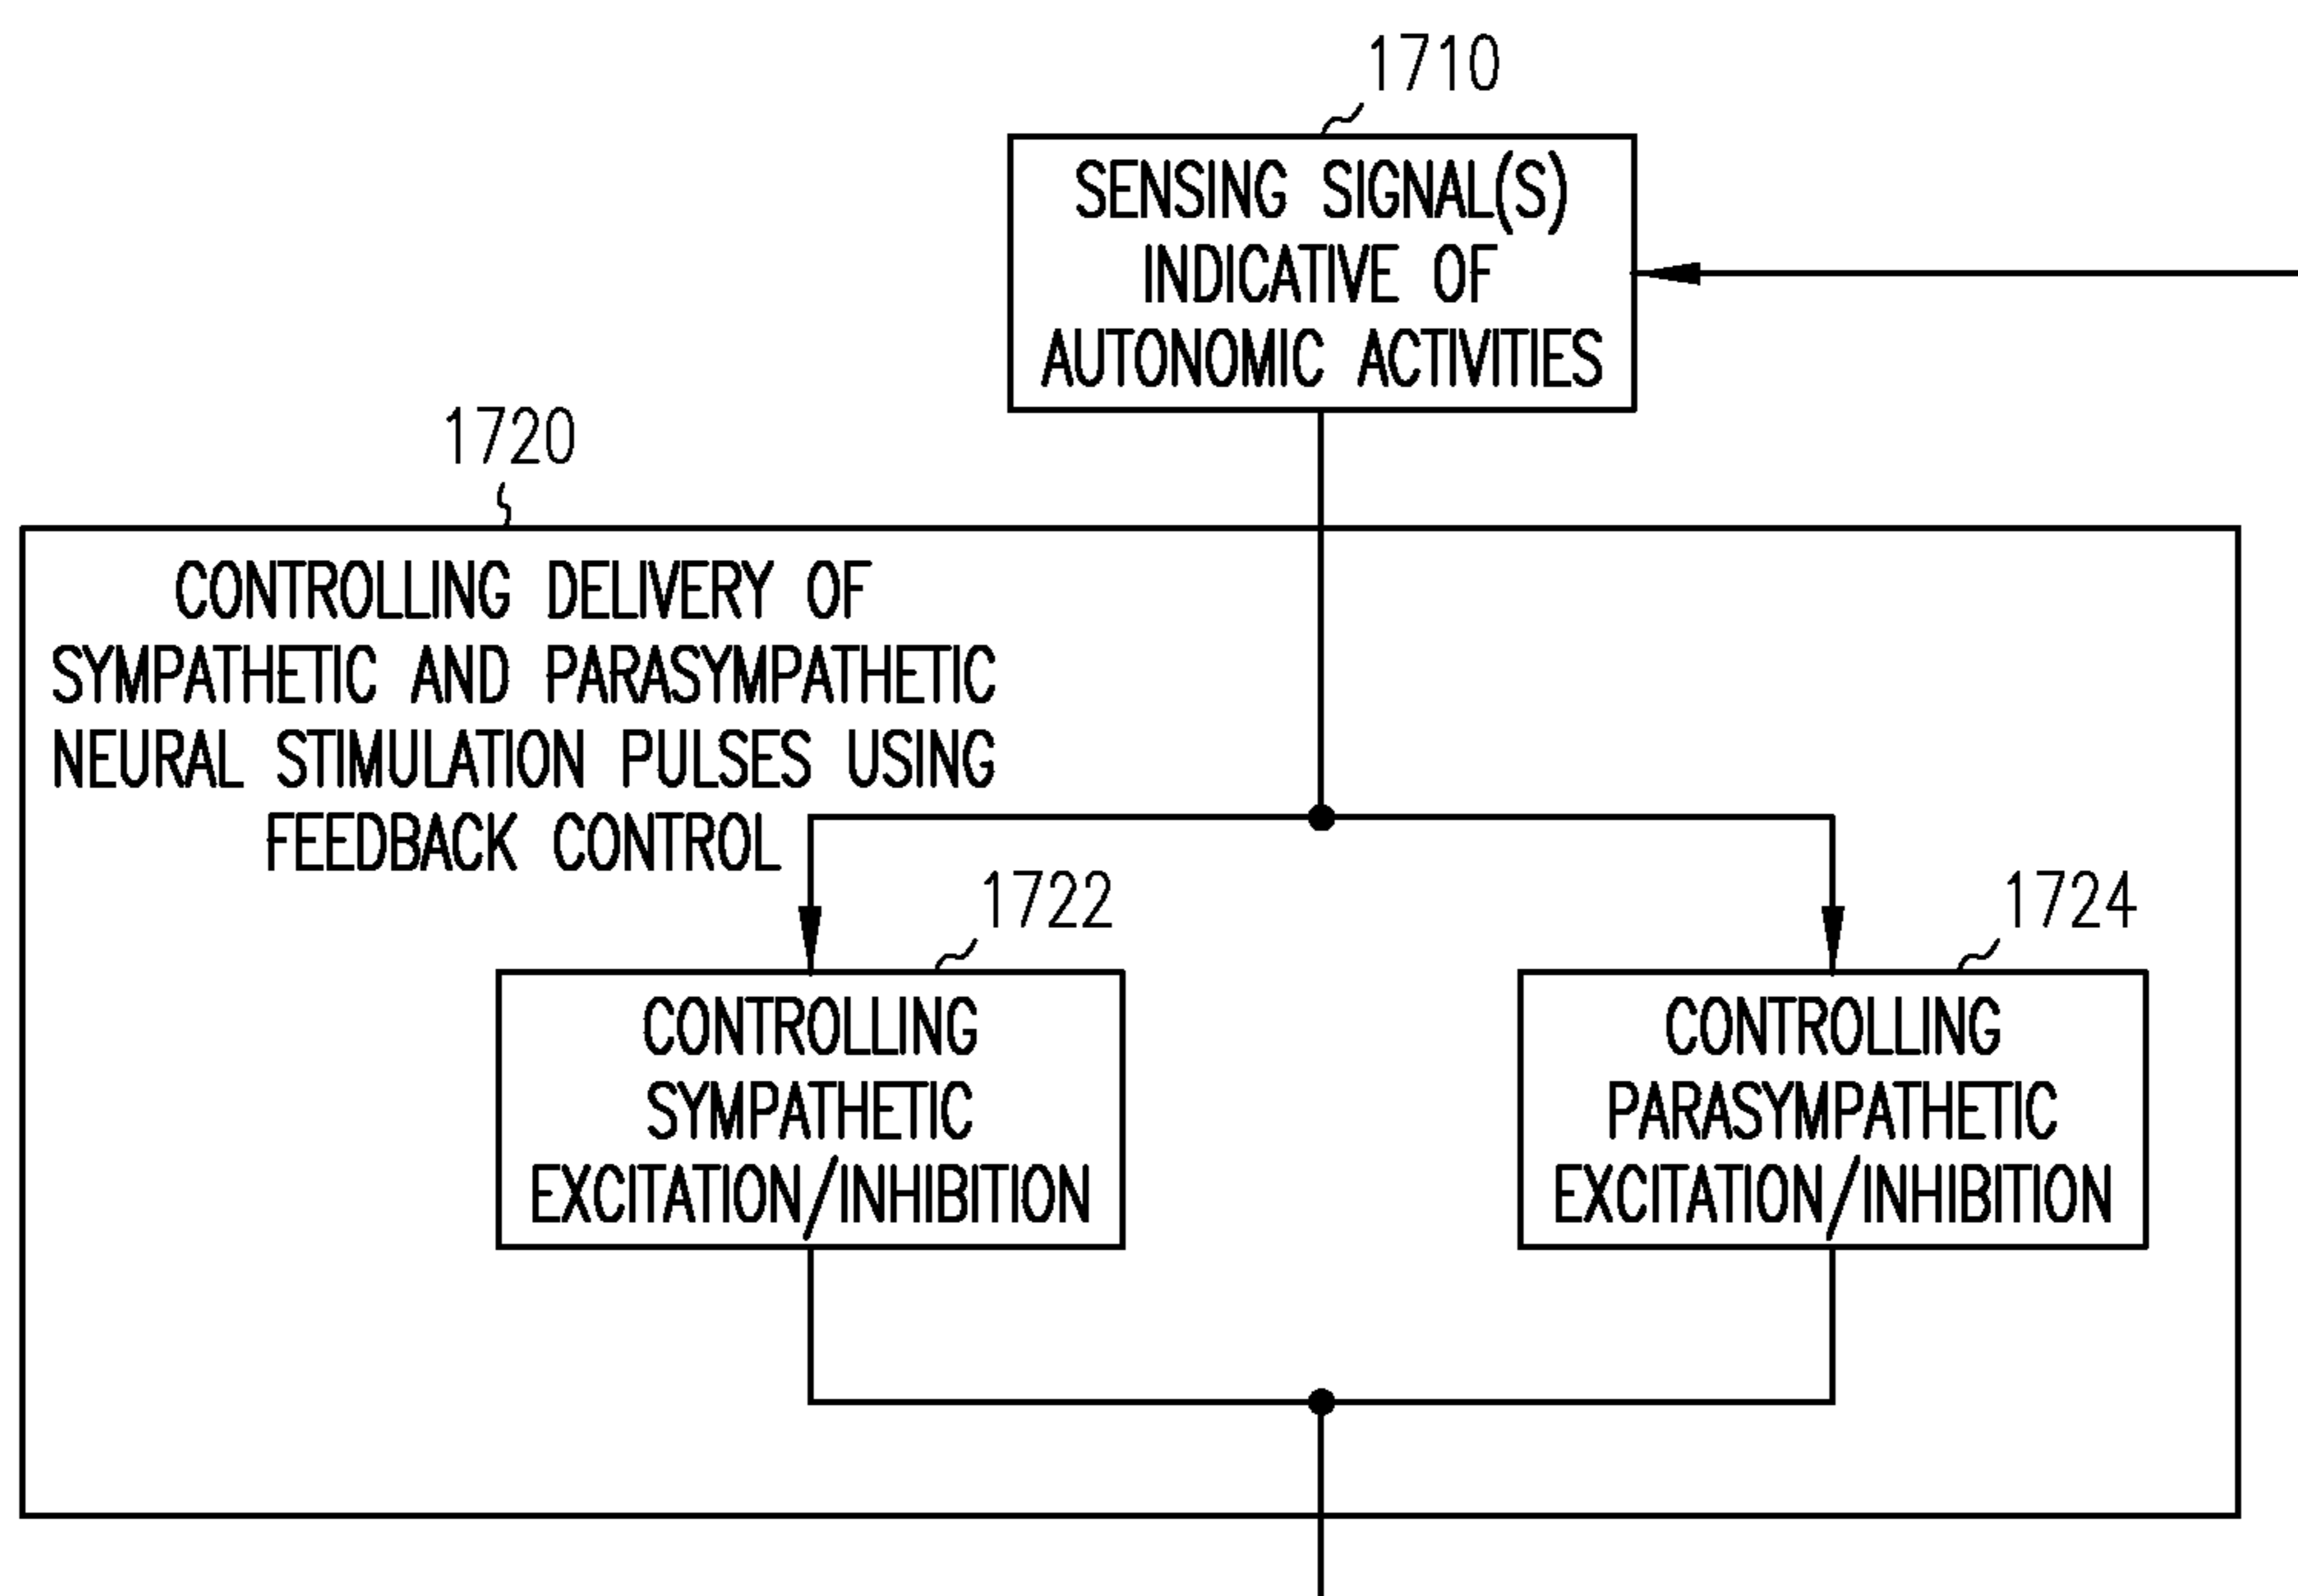 1710
SENSING SIGNAL(S)
INDICATIVE OF
AUTONOMIC ACTIVITIES
1720
CONTROLLING DELIVERY OF
SYMPATHETIC AND PARASYMPATHETIC
NEURAL STIMULATION PULSES USING
FEEDBACK CONTROL
1722
CONTROLLING
SYMPATHETIC
EXCITATION/INHIBITION
1724
CONTROLLING
PARASYMPATHETIC
EXCITATION/INHIBITION